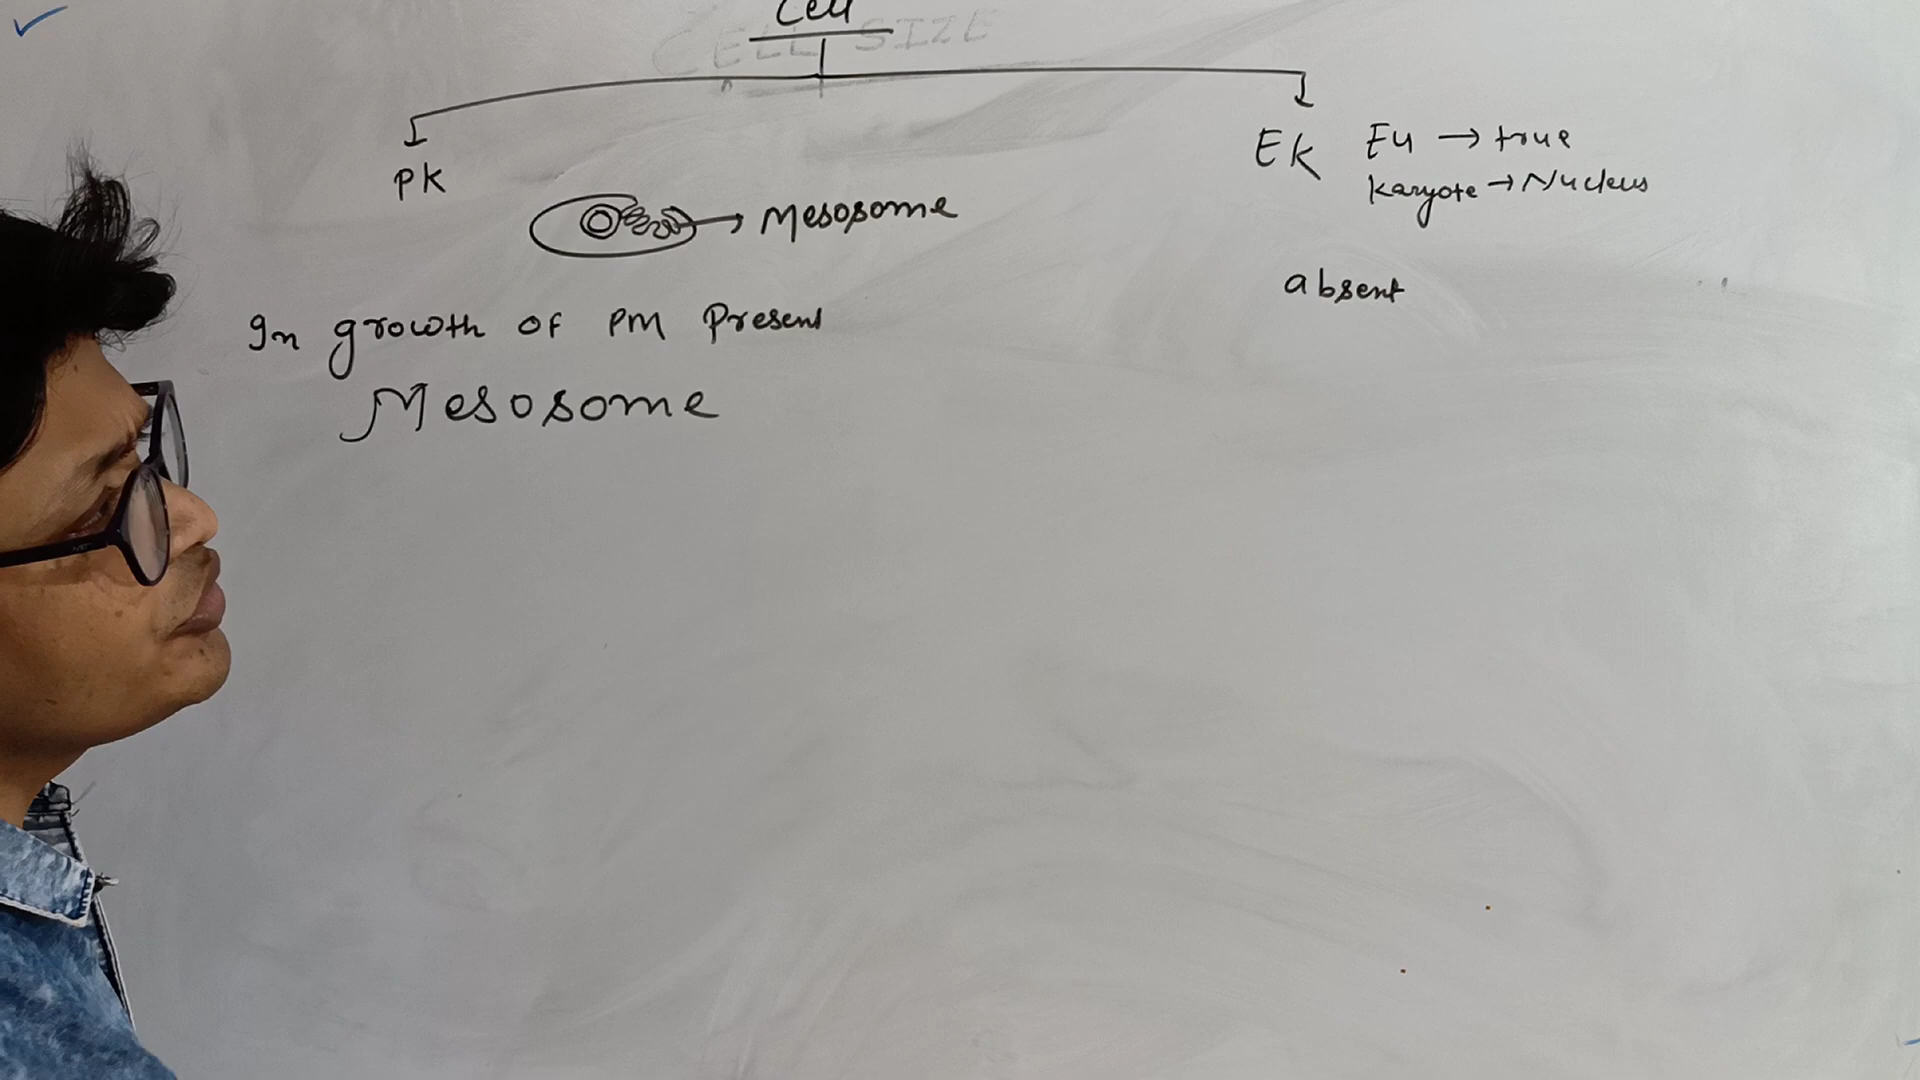 Cell
CELL SIZE
PK
EK Eu → true
Karyote → Nucleus
→ Mesosome
absent
In growth of PM Present
Mesosome